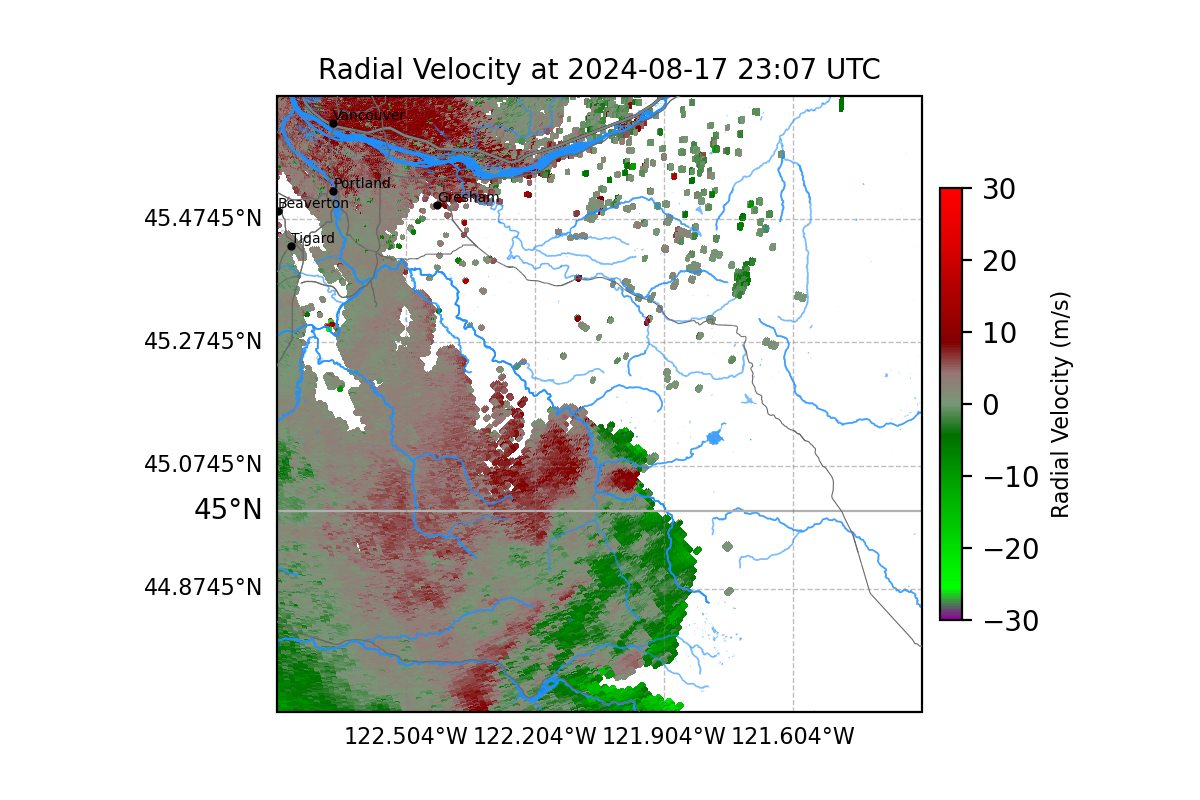 Radial Velocity at 2024-08-17 23:07 UTC
Vancouver
Portland
Gresham
Beaverton
Tigard
45.4745°N
45.2745°N
45.0745°N
45°N
44.8745°N
122.504°W 122.204°W 121.904°W 121.604°W
30
20
10
0
−10
−20
−30
Radial Velocity (m/s)